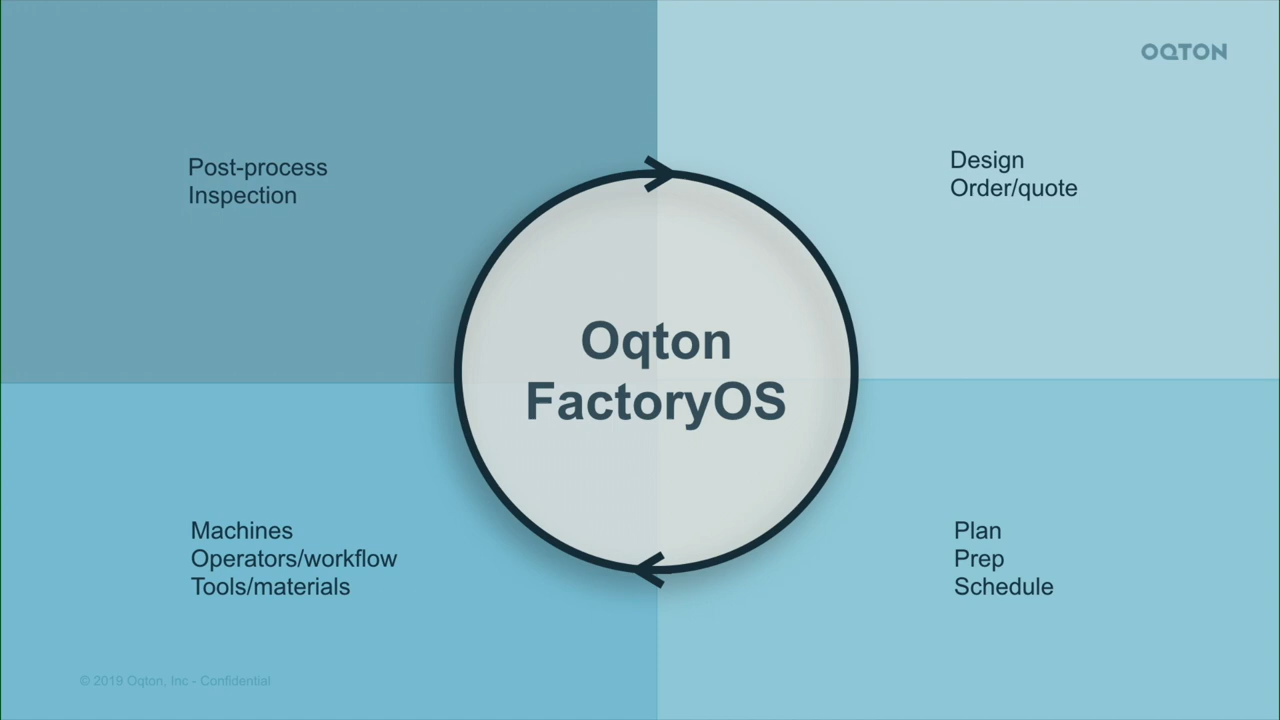 OQTON
Post-process
Inspection
Design
Order/quote
Oqton
FactoryOS
Machines
Operators/workflow
Tools/materials
Plan
Prep
Schedule
© 2019 Oqton, Inc - Confidential